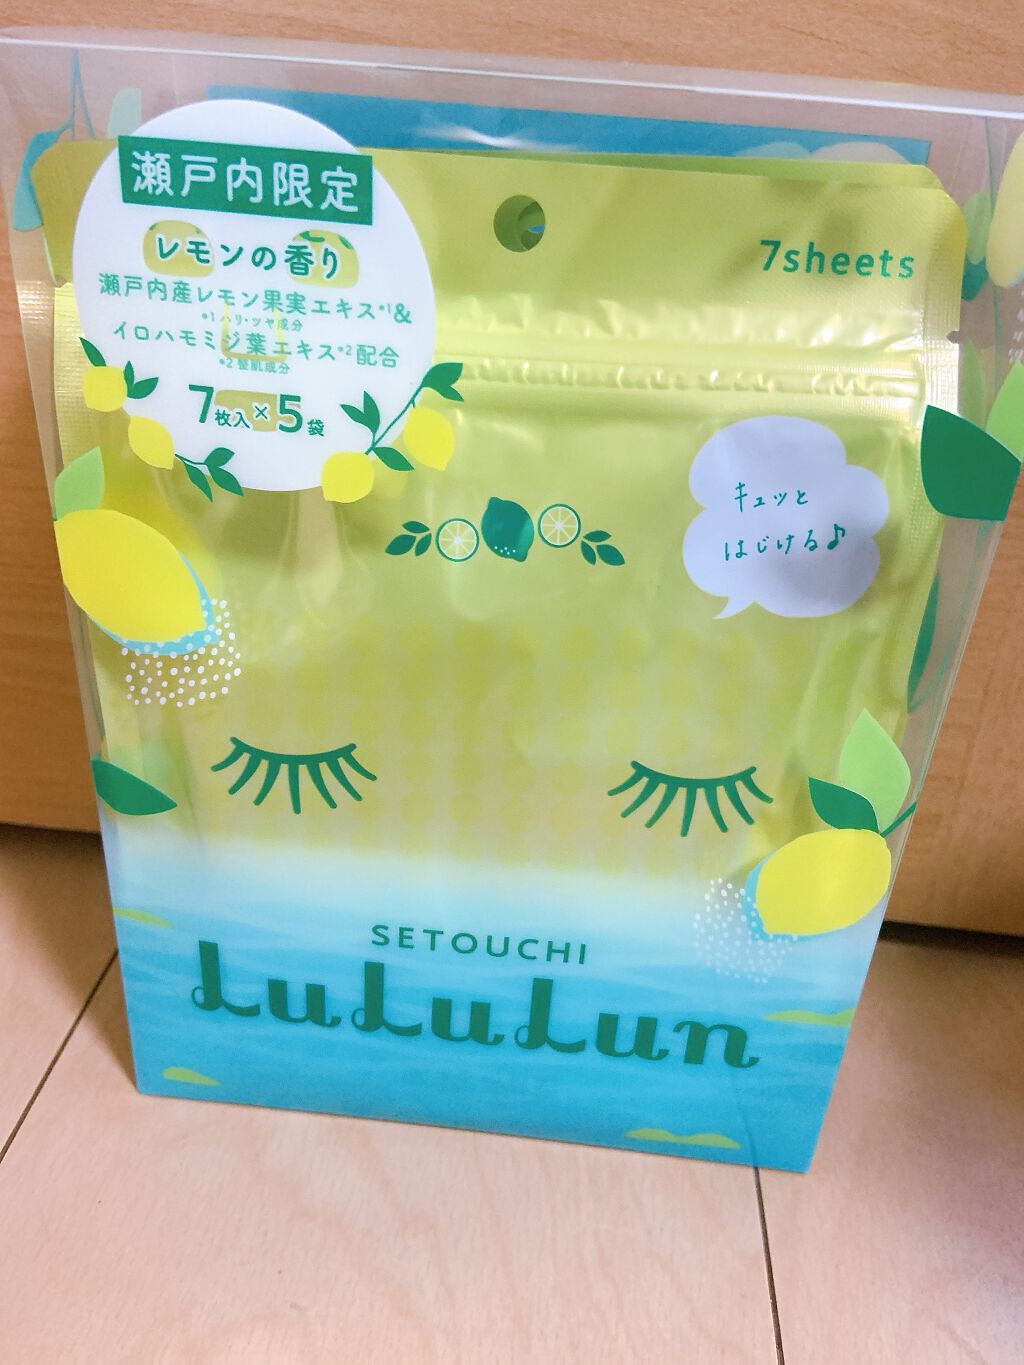 瀬戸内限定
レモンの香り
瀬戸内産レモン果実エキス*1&
*1 ハリ・ツヤ成分
イロハモミジ葉エキス*2配合
*2 整肌成分
7枚入×5袋
7sheets
キュッと
はじける♪
SETOUCHI
LuLuLun